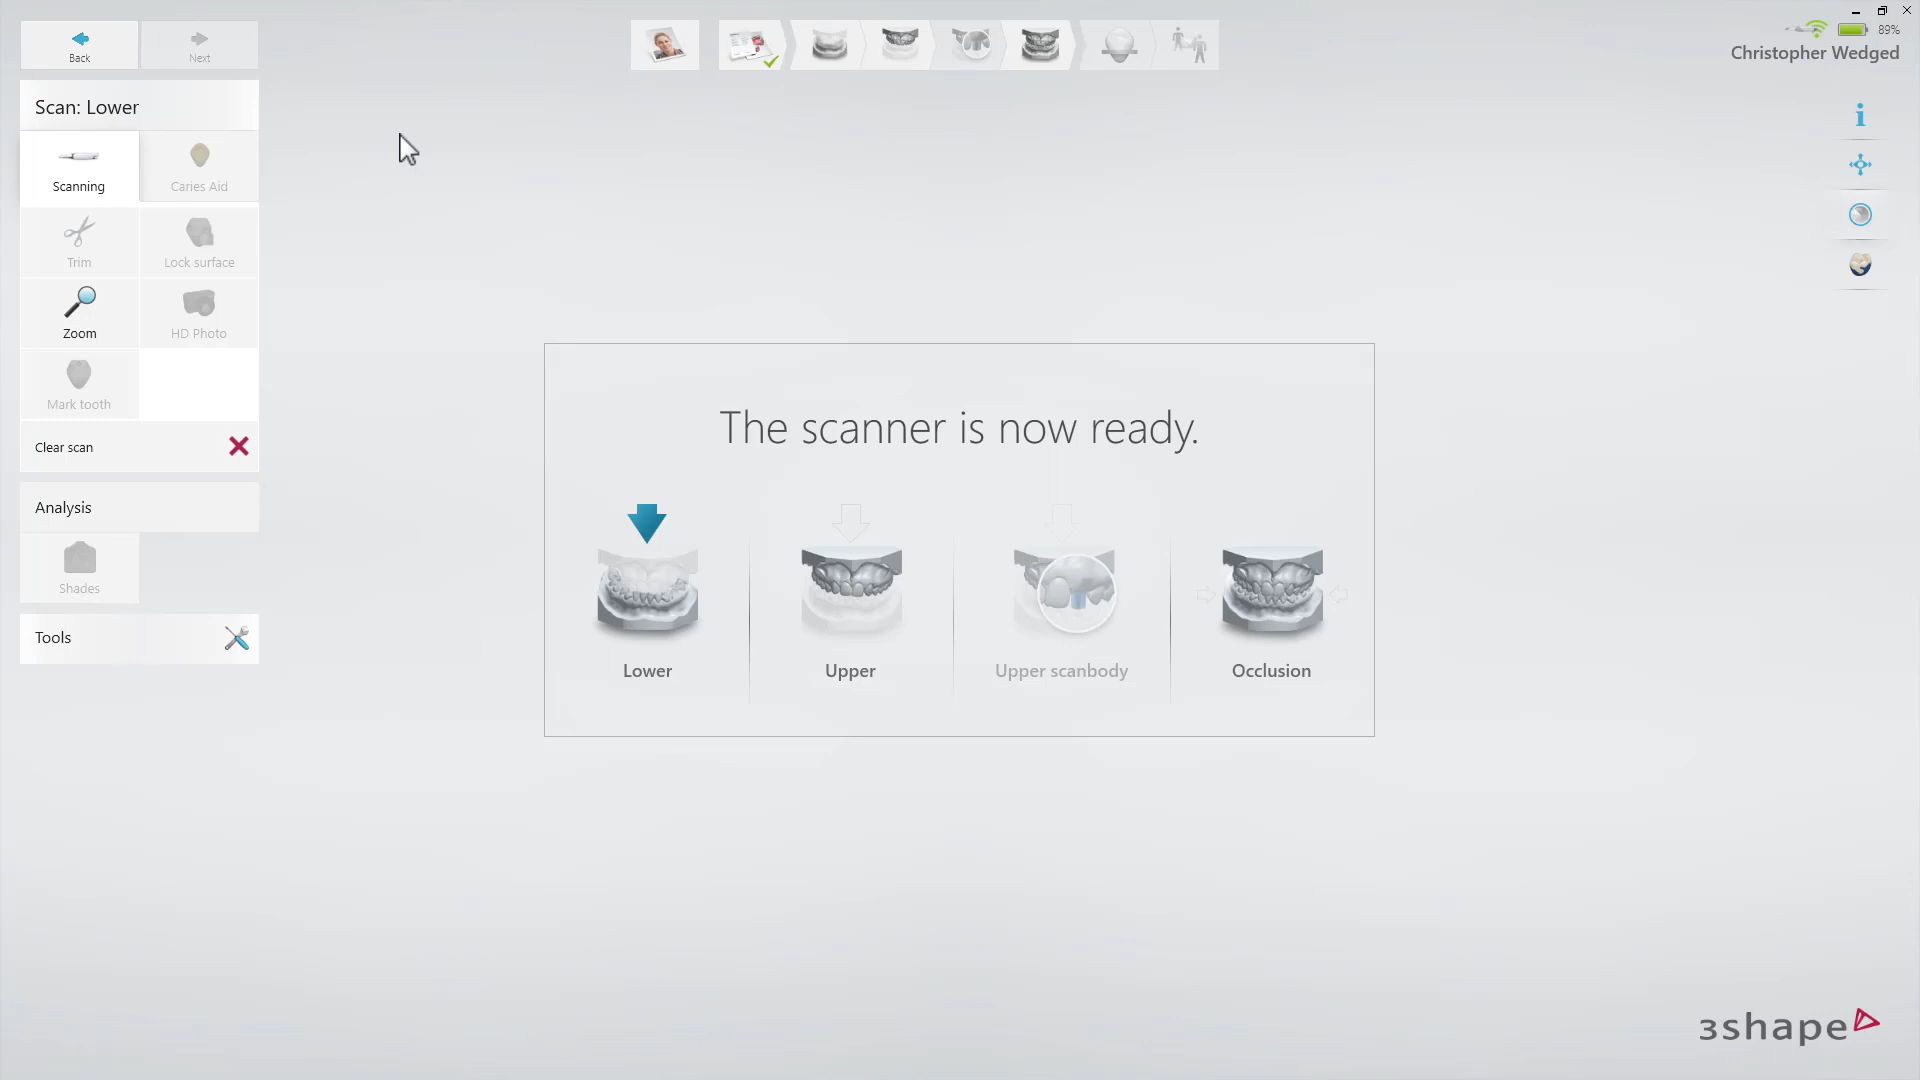 Back
Next
89%
Christopher Wedged
Scan: Lower
Scanning
Caries Aid
Trim
Lock surface
Zoom
HD Photo
Mark tooth
Clear scan
Analysis
Shades
Tools
The scanner is now ready.
Lower
Upper
Upper scanbody
Occlusion
3shape